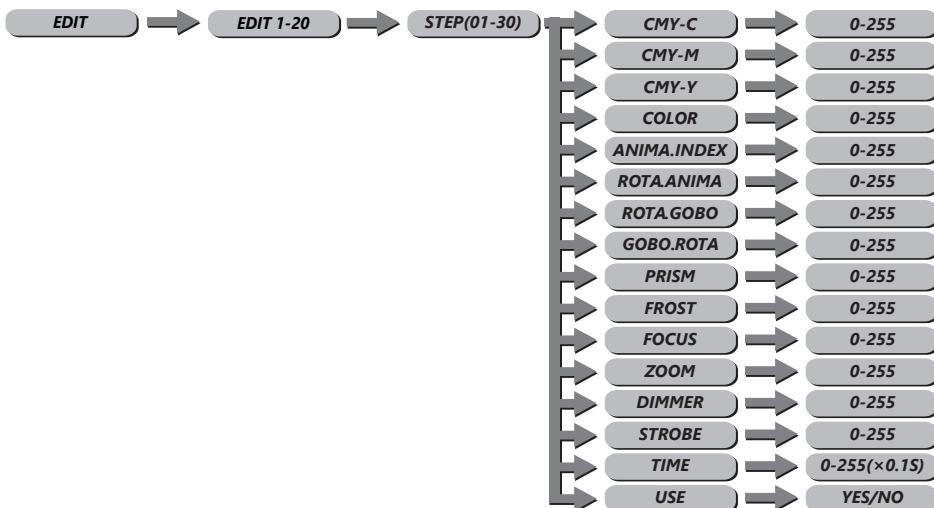 EDIT EDIT 1-20 STEP(01-30) CMY-C 0-255
CMY-M 0-255
CMY-Y 0-255
COLOR 0-255
ANIMA.INDEX 0-255
ROTA.ANIMA 0-255
ROTA.GOBO 0-255
GOBO.ROTA 0-255
PRISM 0-255
FROST 0-255
FOCUS 0-255
ZOOM 0-255
DIMMER 0-255
STROBE 0-255
TIME 0-255(×0.1S)
USE YES/NO